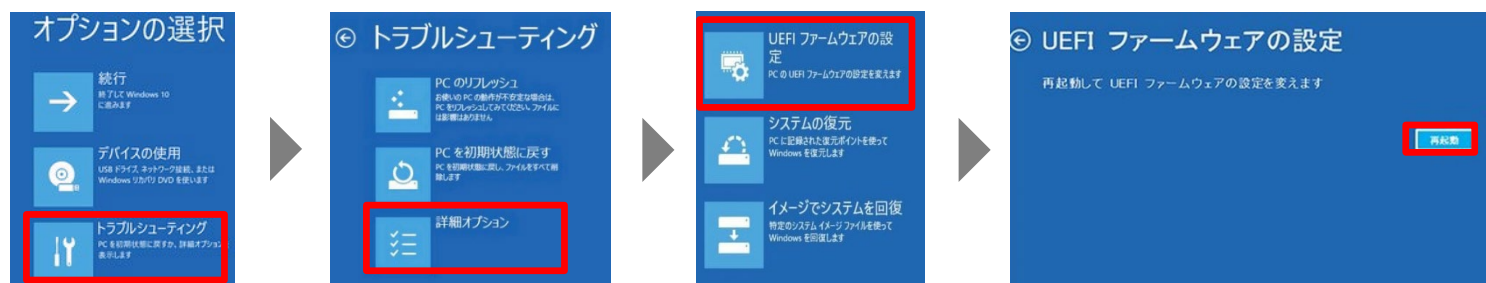 オプションの選択
続行
終了して Windows 10
に進みます
デバイスの使用
USB ドライブ、ネットワーク接続、または
Windows リカバリ DVD を使います
トラブルシューティング
PC を初期状態に戻すか、詳細オプションを
表示します
トラブルシューティング
PC のリフレッシュ
お使いの PC の動作が不安定な場合は、
PC をリフレッシュしてみてください。ファイルに
は影響はありません
PC を初期状態に戻す
PC を初期状態に戻し、ファイルをすべて削
除します
詳細オプション
UEFI ファームウェアの設
定
PC の UEFI ファームウェアの設定を変えます
システムの復元
PC に記録された復元ポイントを使って
Windows を復元します
イメージでシステムを回復
特定のシステム イメージ ファイルを使って
Windows を回復します
UEFI ファームウェアの設定
再起動して UEFI ファームウェアの設定を変えます
再起動